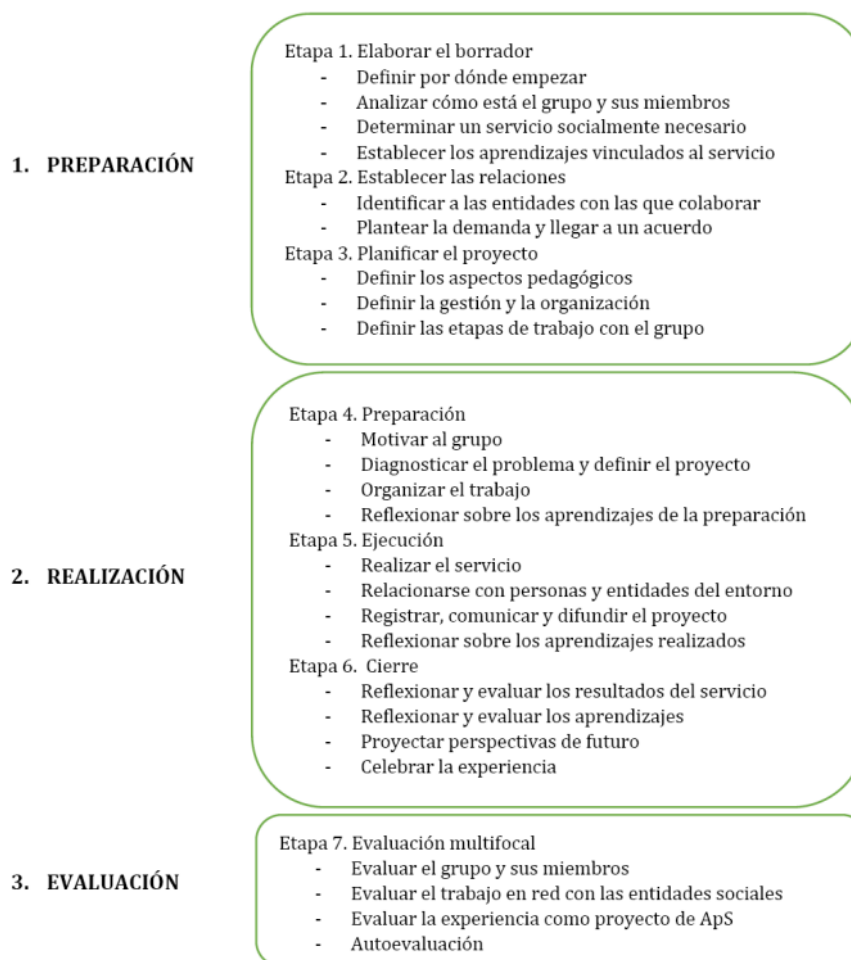 1. PREPARACIÓN
Etapa 1. Elaborar el borrador
- Definir por dónde empezar
- Analizar cómo está el grupo y sus miembros
- Determinar un servicio socialmente necesario
- Establecer los aprendizajes vinculados al servicio
Etapa 2. Establecer las relaciones
- Identificar a las entidades con las que colaborar
- Plantear la demanda y llegar a un acuerdo
Etapa 3. Planificar el proyecto
- Definir los aspectos pedagógicos
- Definir la gestión y la organización
- Definir las etapas de trabajo con el grupo
2. REALIZACIÓN
Etapa 4. Preparación
- Motivar al grupo
- Diagnosticar el problema y definir el proyecto
- Organizar el trabajo
- Reflexionar sobre los aprendizajes de la preparación
Etapa 5. Ejecución
- Realizar el servicio
- Relacionarse con personas y entidades del entorno
- Registrar, comunicar y difundir el proyecto
- Reflexionar sobre los aprendizajes realizados
Etapa 6. Cierre
- Reflexionar y evaluar los resultados del servicio
- Reflexionar y evaluar los aprendizajes
- Proyectar perspectivas de futuro
- Celebrar la experiencia
3. EVALUACIÓN
Etapa 7. Evaluación multifocal
- Evaluar el grupo y sus miembros
- Evaluar el trabajo en red con las entidades sociales
- Evaluar la experiencia como proyecto de ApS
- Autoevaluación